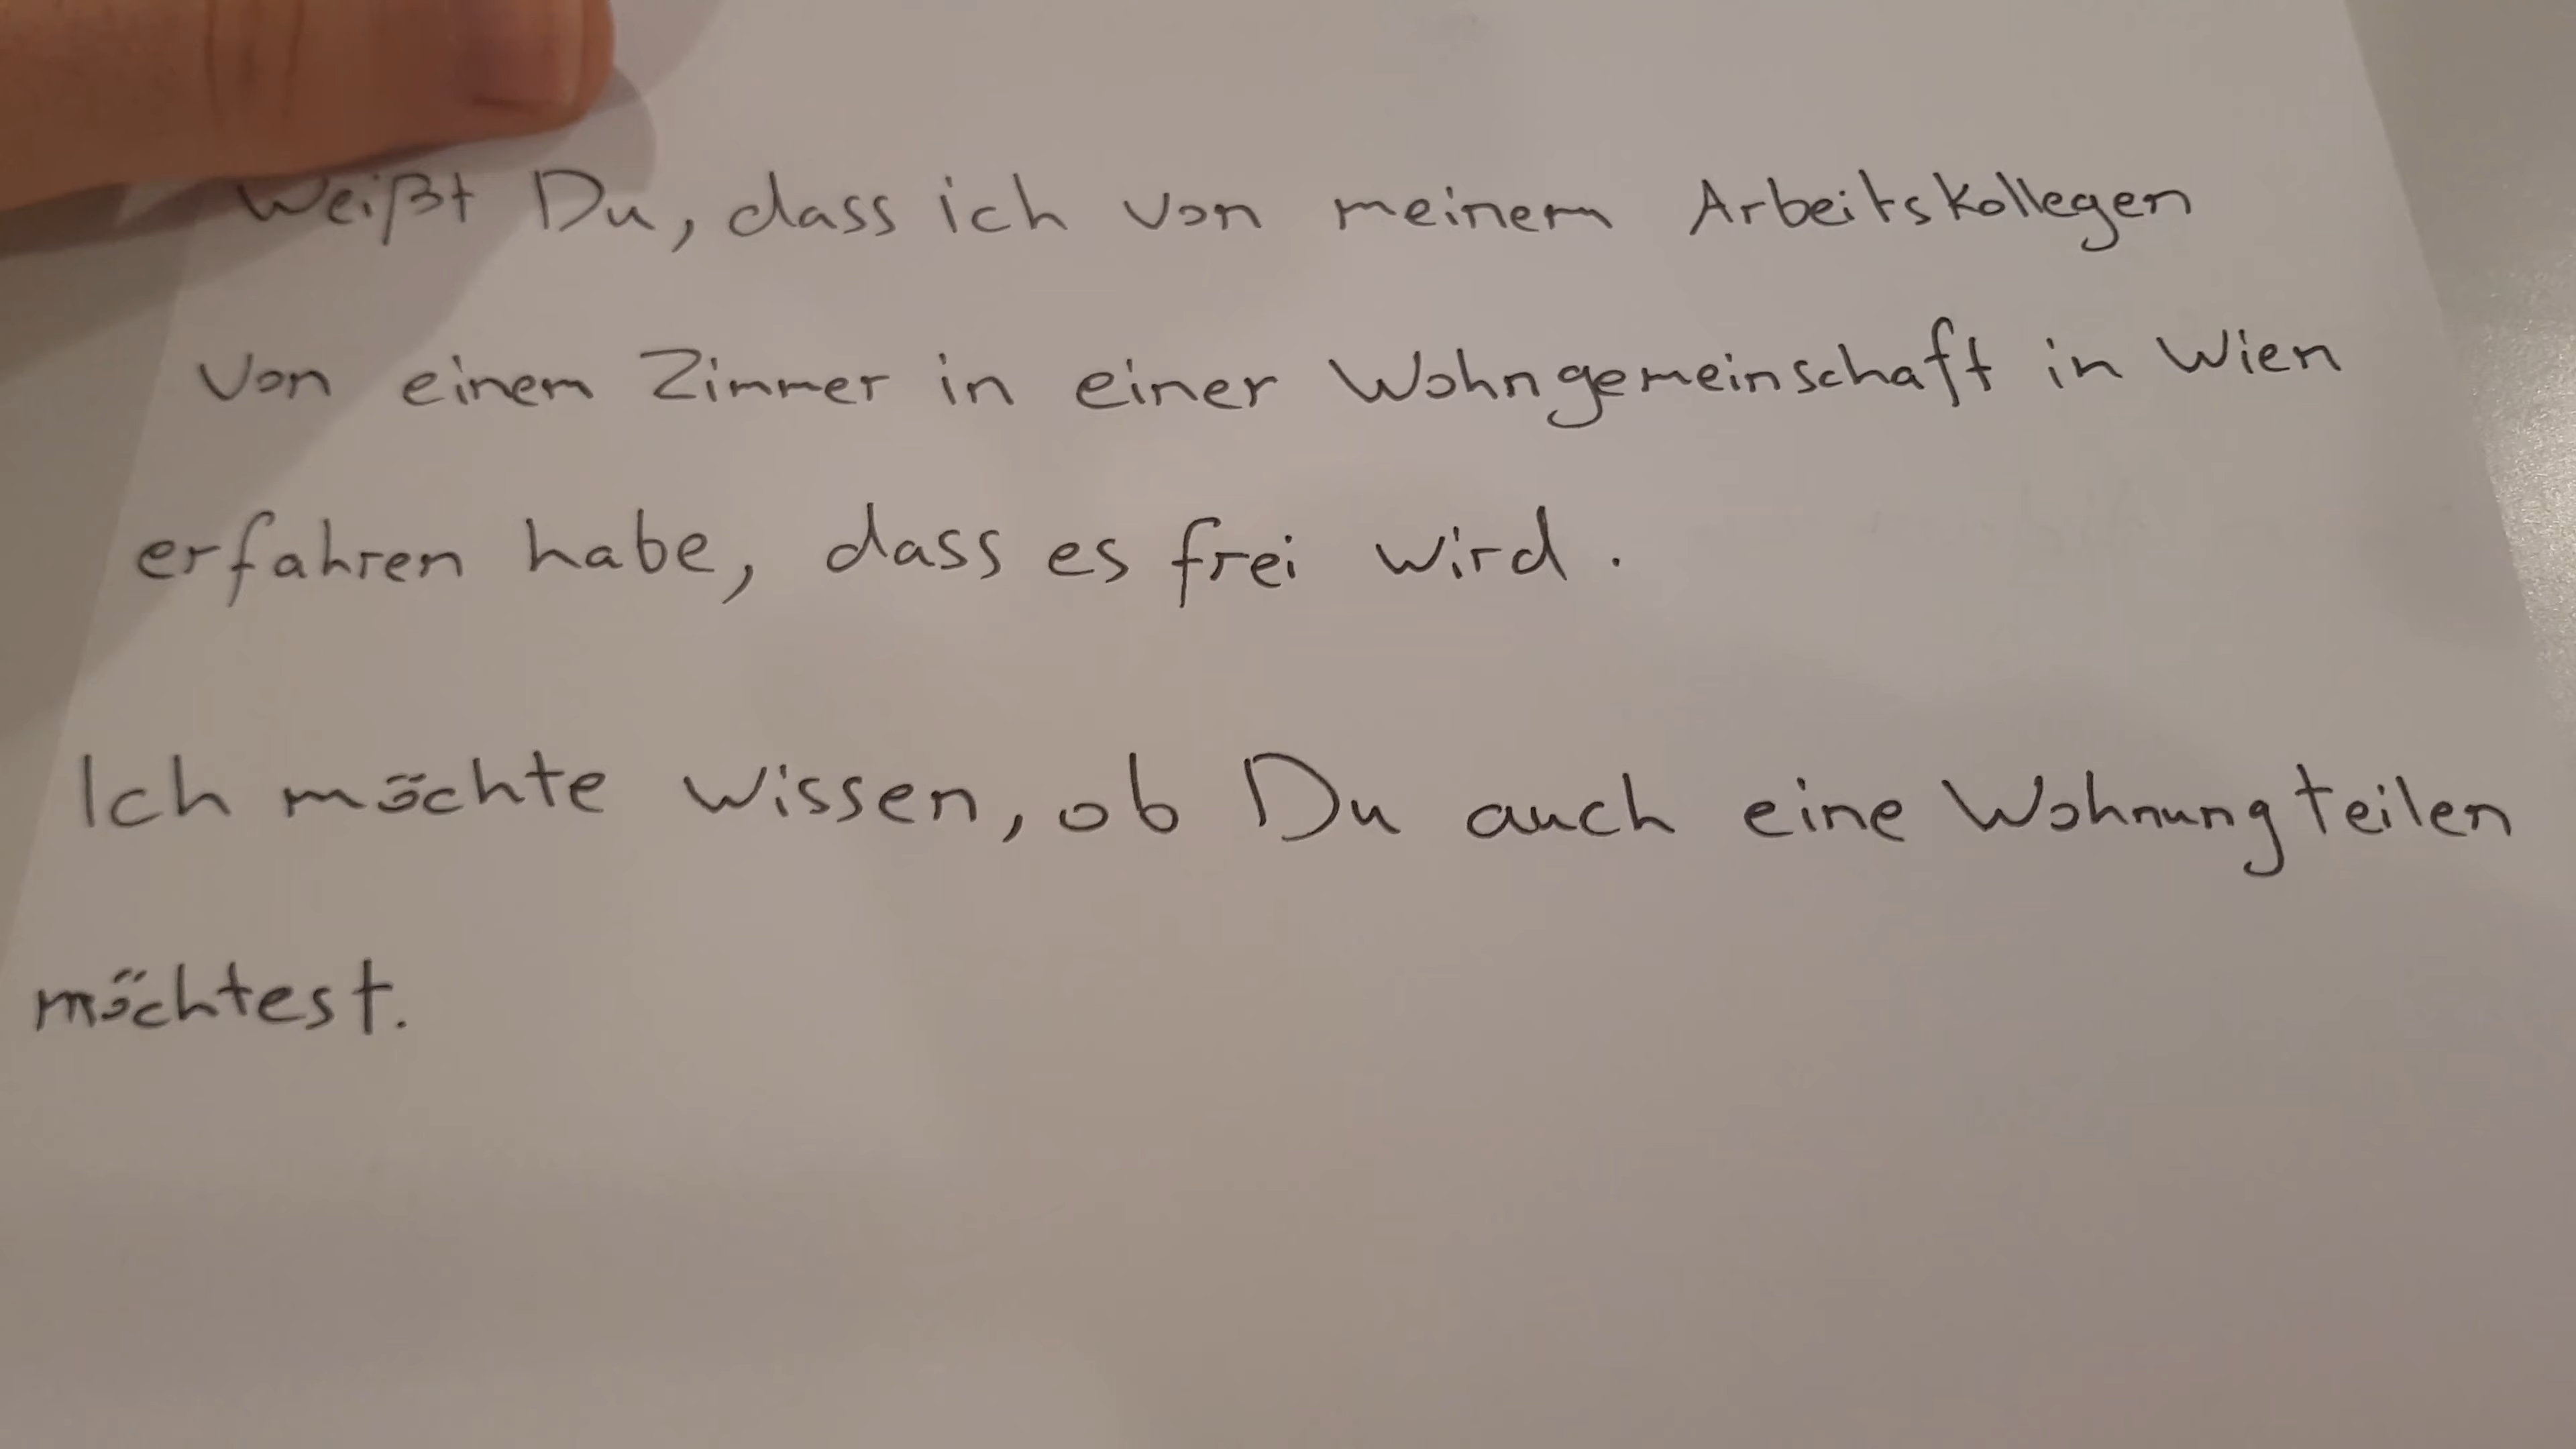 Weißt Du, dass ich von meinem Arbeitskollegen
von einem Zimmer in einer Wohngemeinschaft in Wien
erfahren habe, dass es frei wird.
Ich möchte wissen, ob Du auch eine Wohnung teilen
möchtest.